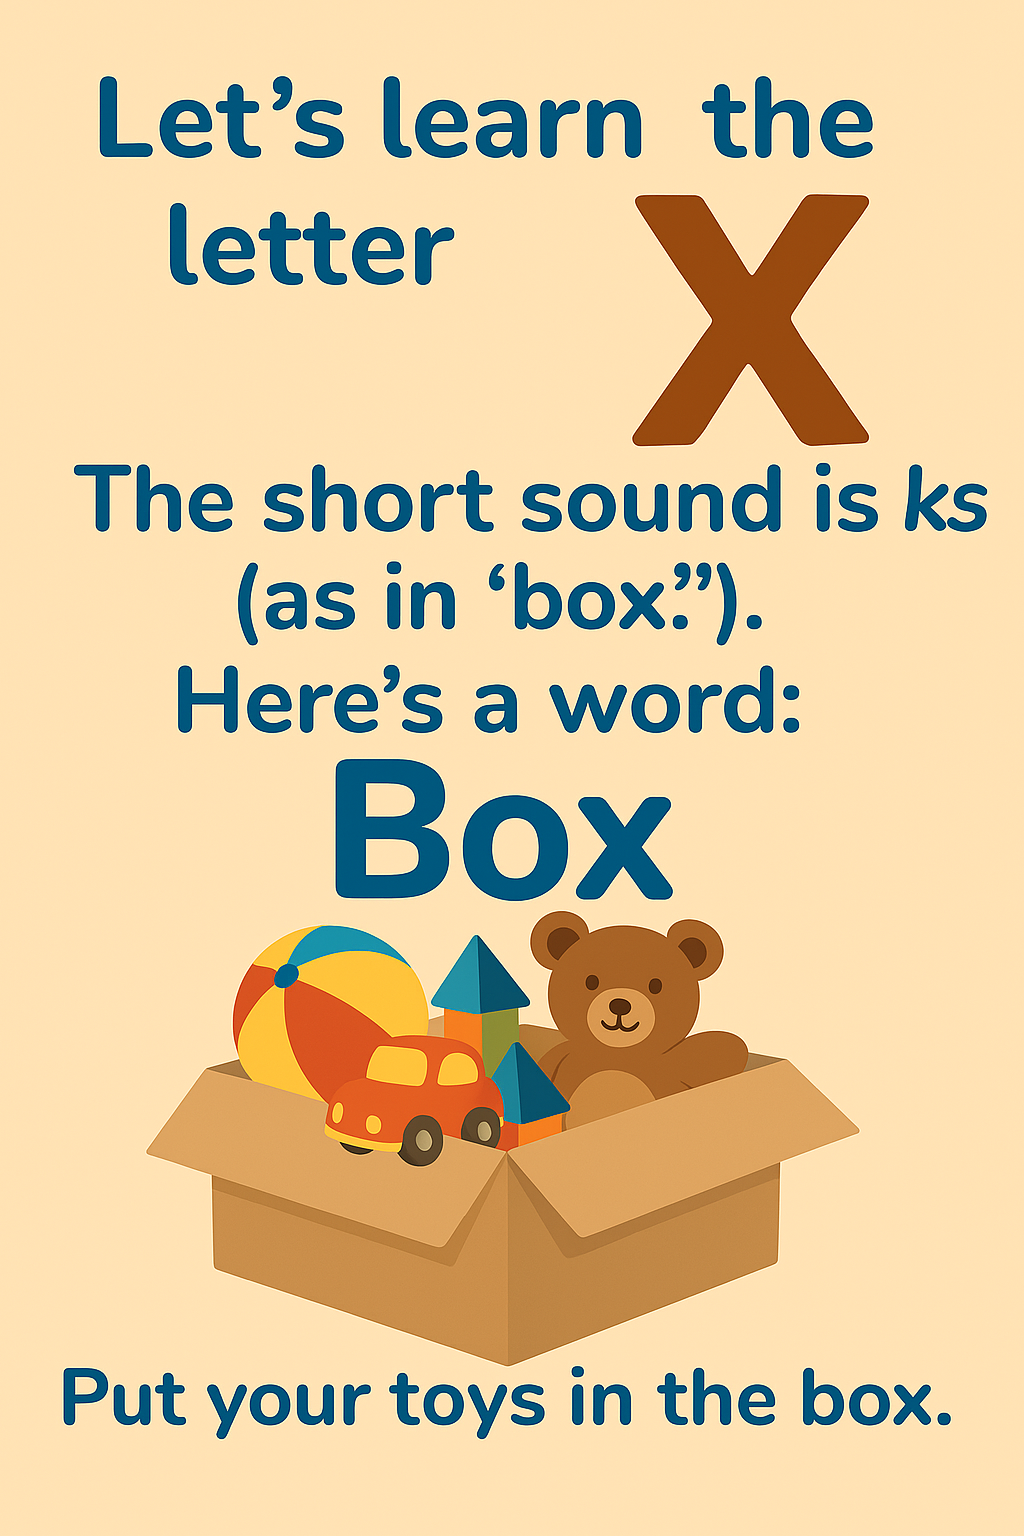 Let’s learn the
letter
X
The short sound is ks
(as in ‘box.”).
Here’s a word:
Box
Put your toys in the box.